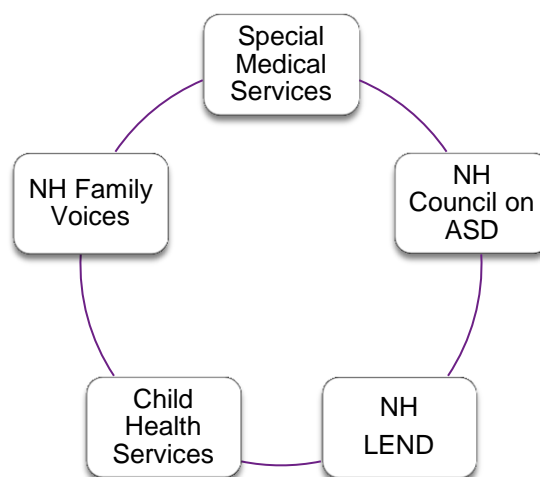 Special
Medical
Services
NH Family
Voices
NH
Council on
ASD
Child
Health
Services
NH
LEND